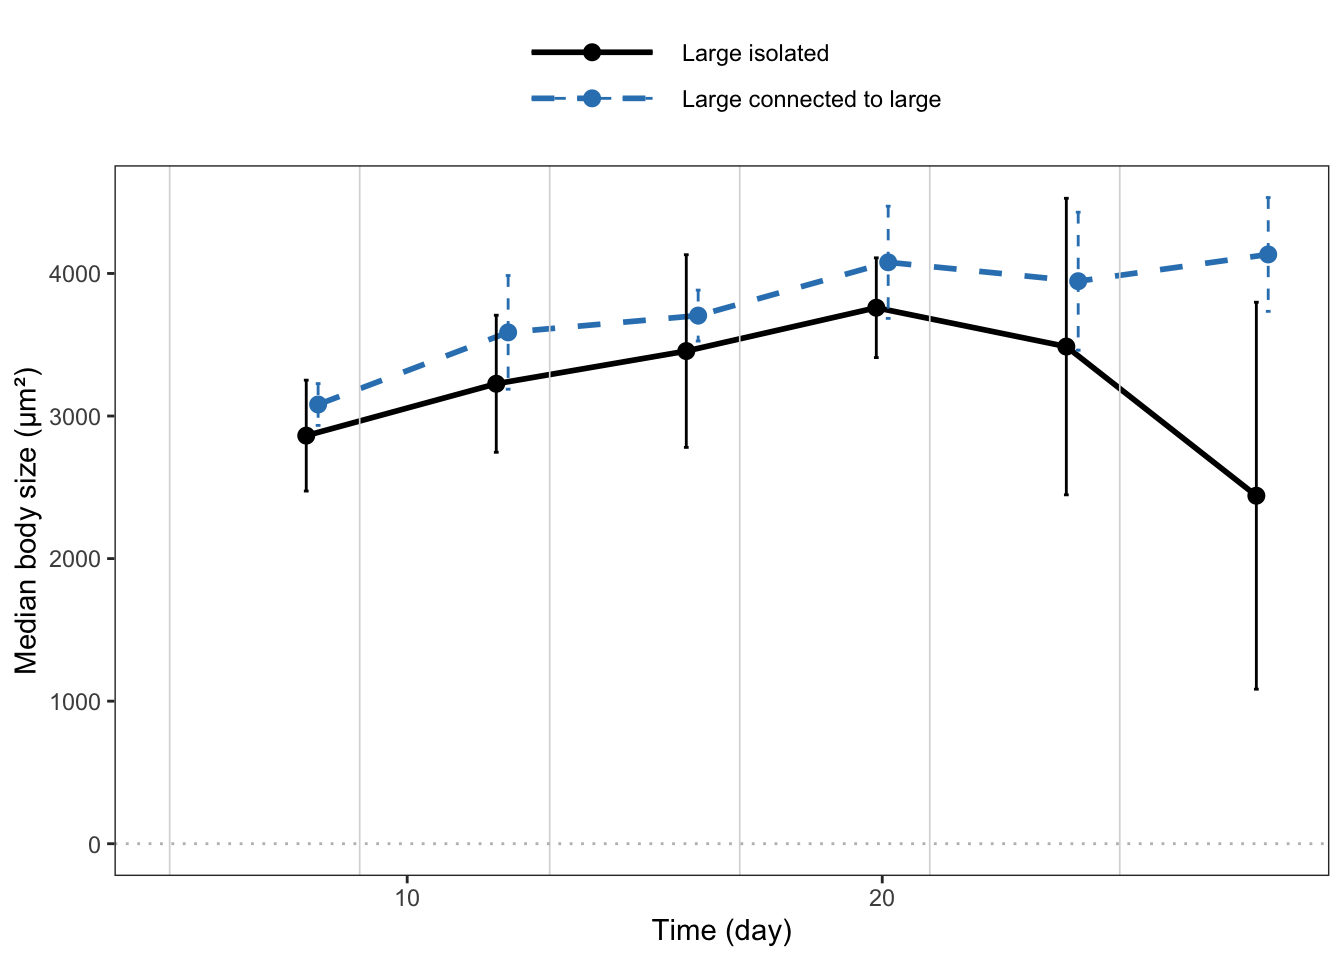 Large isolated
Large connected to large
Median body size (μm²)
4000
3000
2000
1000
0
10
20
Time (day)